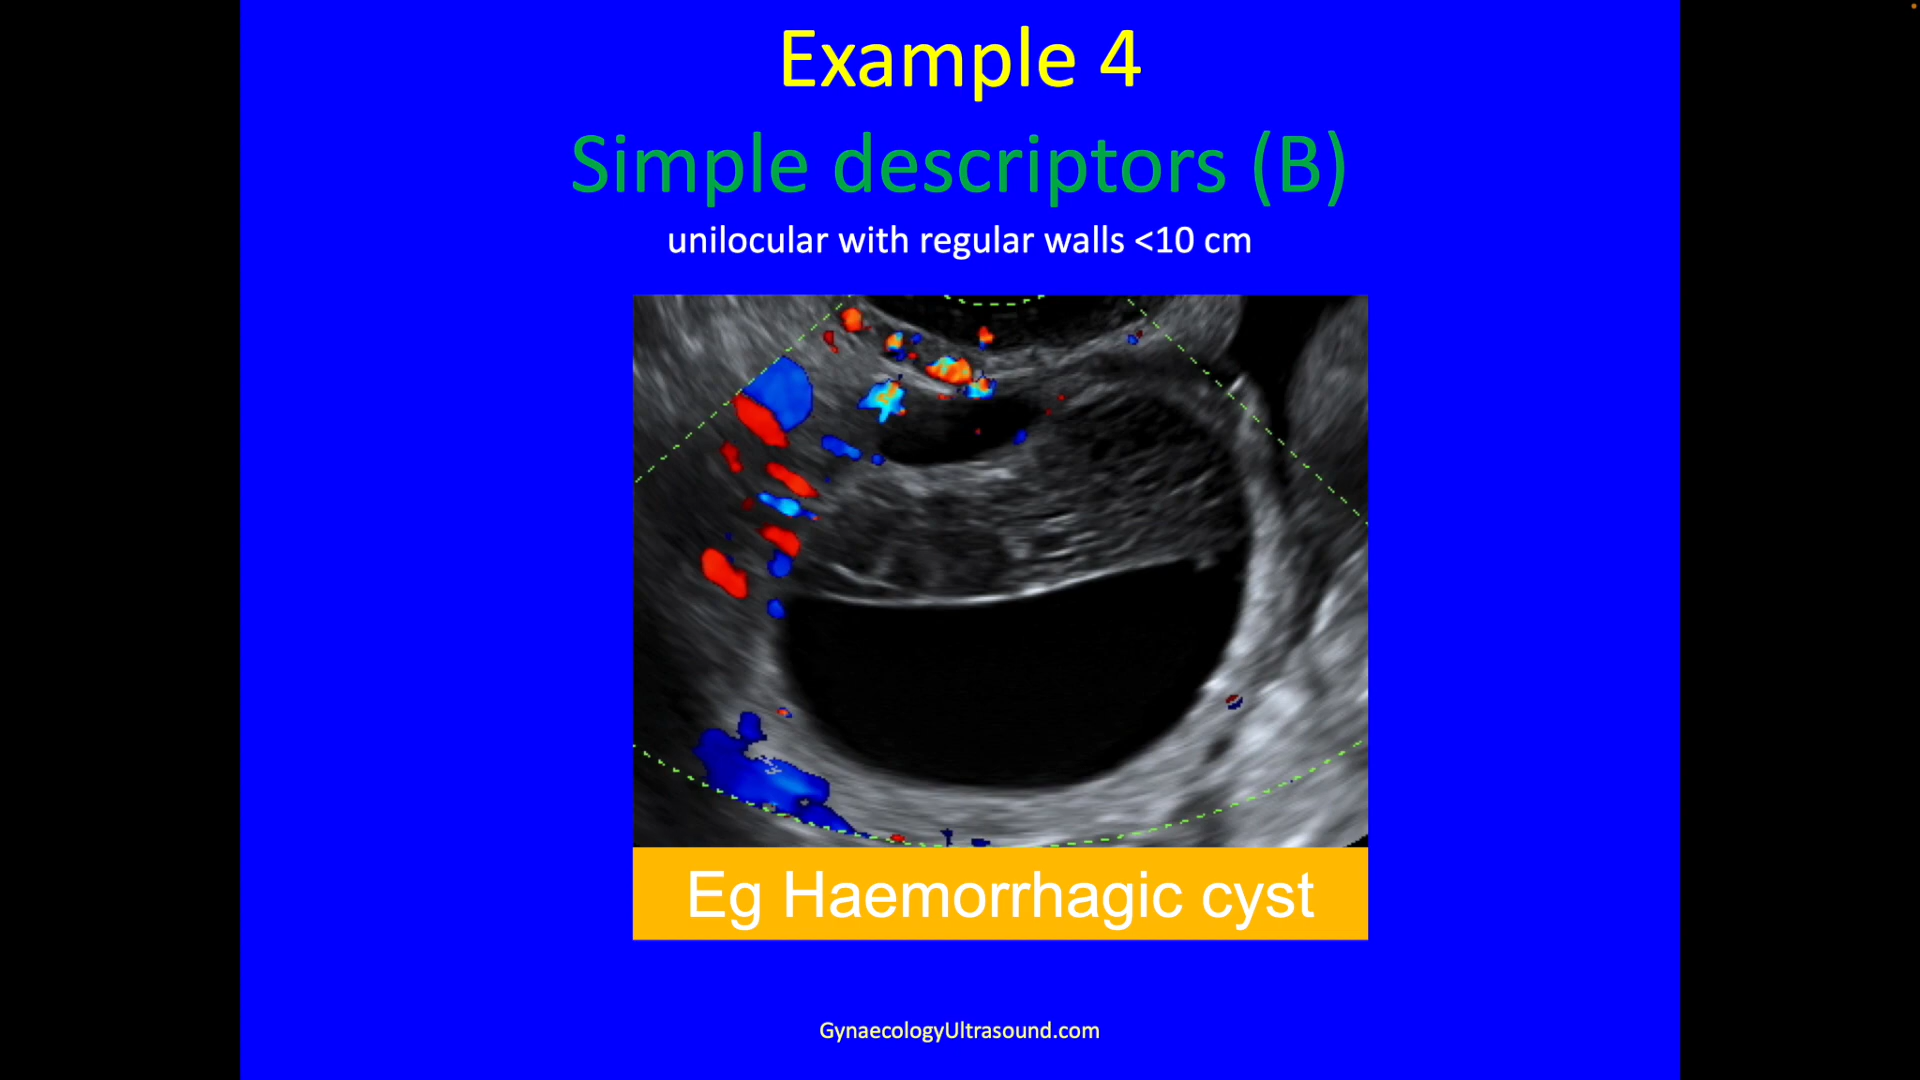 Example 4
Simple descriptors (B)
unilocular with regular walls <10 cm
Eg Haemorrhagic cyst
GynaecologyUltrasound.com